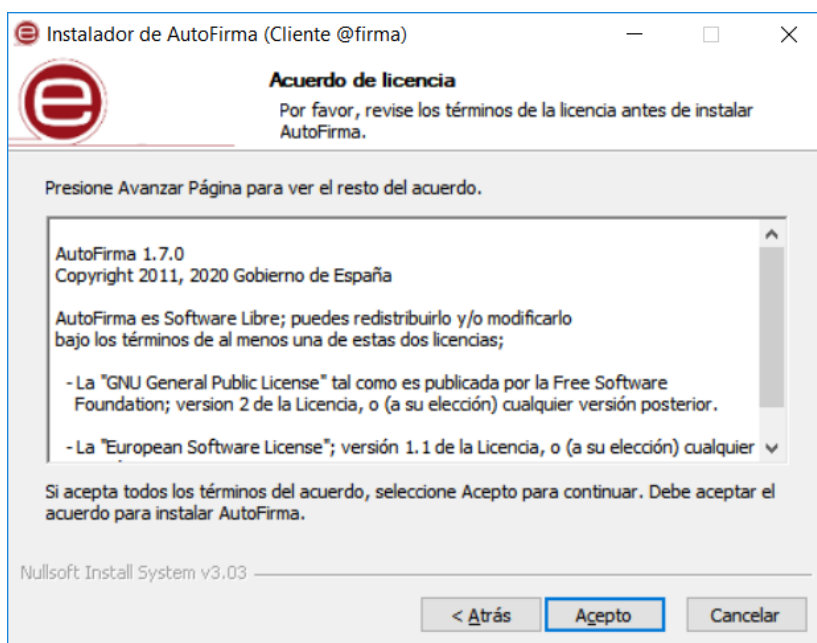 Instalador de AutoFirma (Cliente @firma)
Acuerdo de licencia
Por favor, revise los términos de la licencia antes de instalar
AutoFirma.
Presione Avanzar Página para ver el resto del acuerdo.
AutoFirma 1.7.0
Copyright 2011, 2020 Gobierno de España
AutoFirma es Software Libre; puedes redistribuirlo y/o modificarlo
bajo los términos de al menos una de estas dos licencias;
- La "GNU General Public License" tal como es publicada por la Free Software
Foundation; version 2 de la Licencia, o (a su elección) cualquier versión posterior.
- La "European Software License"; versión 1.1 de la Licencia, o (a su elección) cualquier
Si acepta todos los términos del acuerdo, seleccione Acepto para continuar. Debe aceptar el
acuerdo para instalar AutoFirma.
Nullsoft Install System v3.03
< Atrás
Acepto
Cancelar